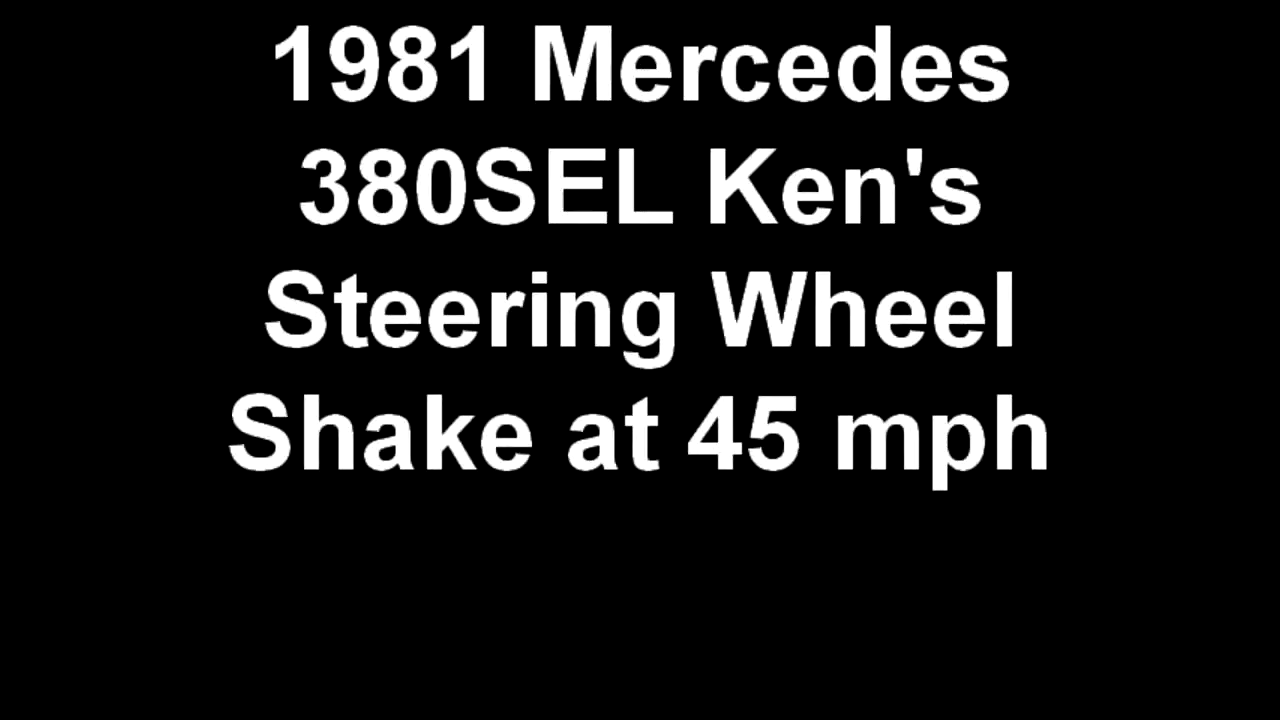 1981 Mercedes
380SEL Ken's
Steering Wheel
Shake at 45 mph